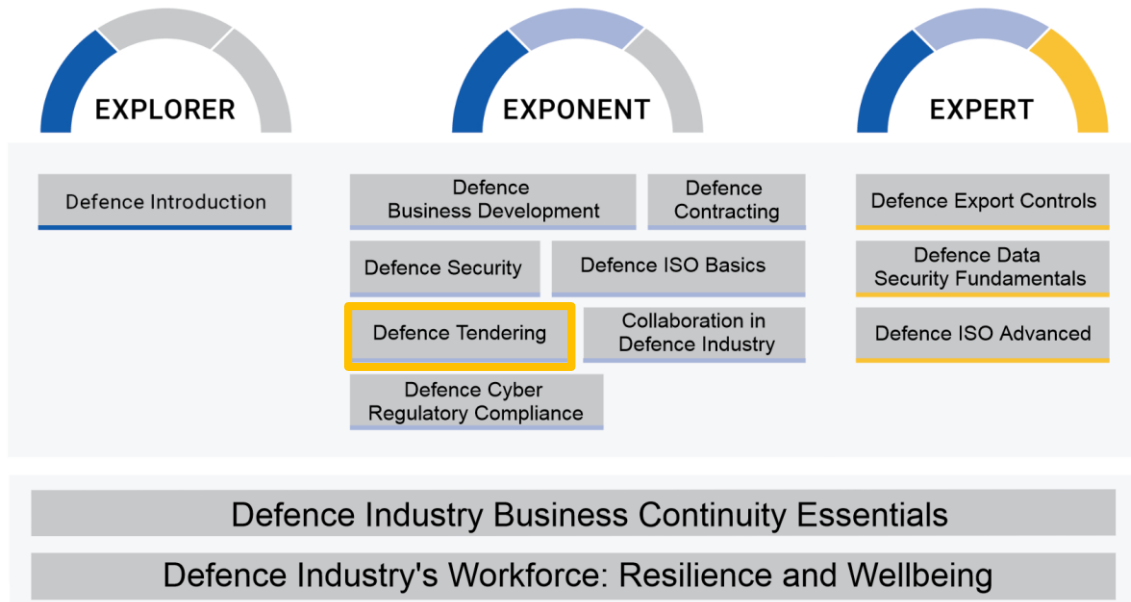 EXPLORER
EXPONENT
EXPERT
Defence Introduction
Defence
Business Development
Defence
Contracting
Defence Security
Defence ISO Basics
Defence Tendering
Collaboration in
Defence Industry
Defence Cyber
Regulatory Compliance
Defence Export Controls
Defence Data
Security Fundamentals
Defence ISO Advanced
Defence Industry Business Continuity Essentials
Defence Industry's Workforce: Resilience and Wellbeing